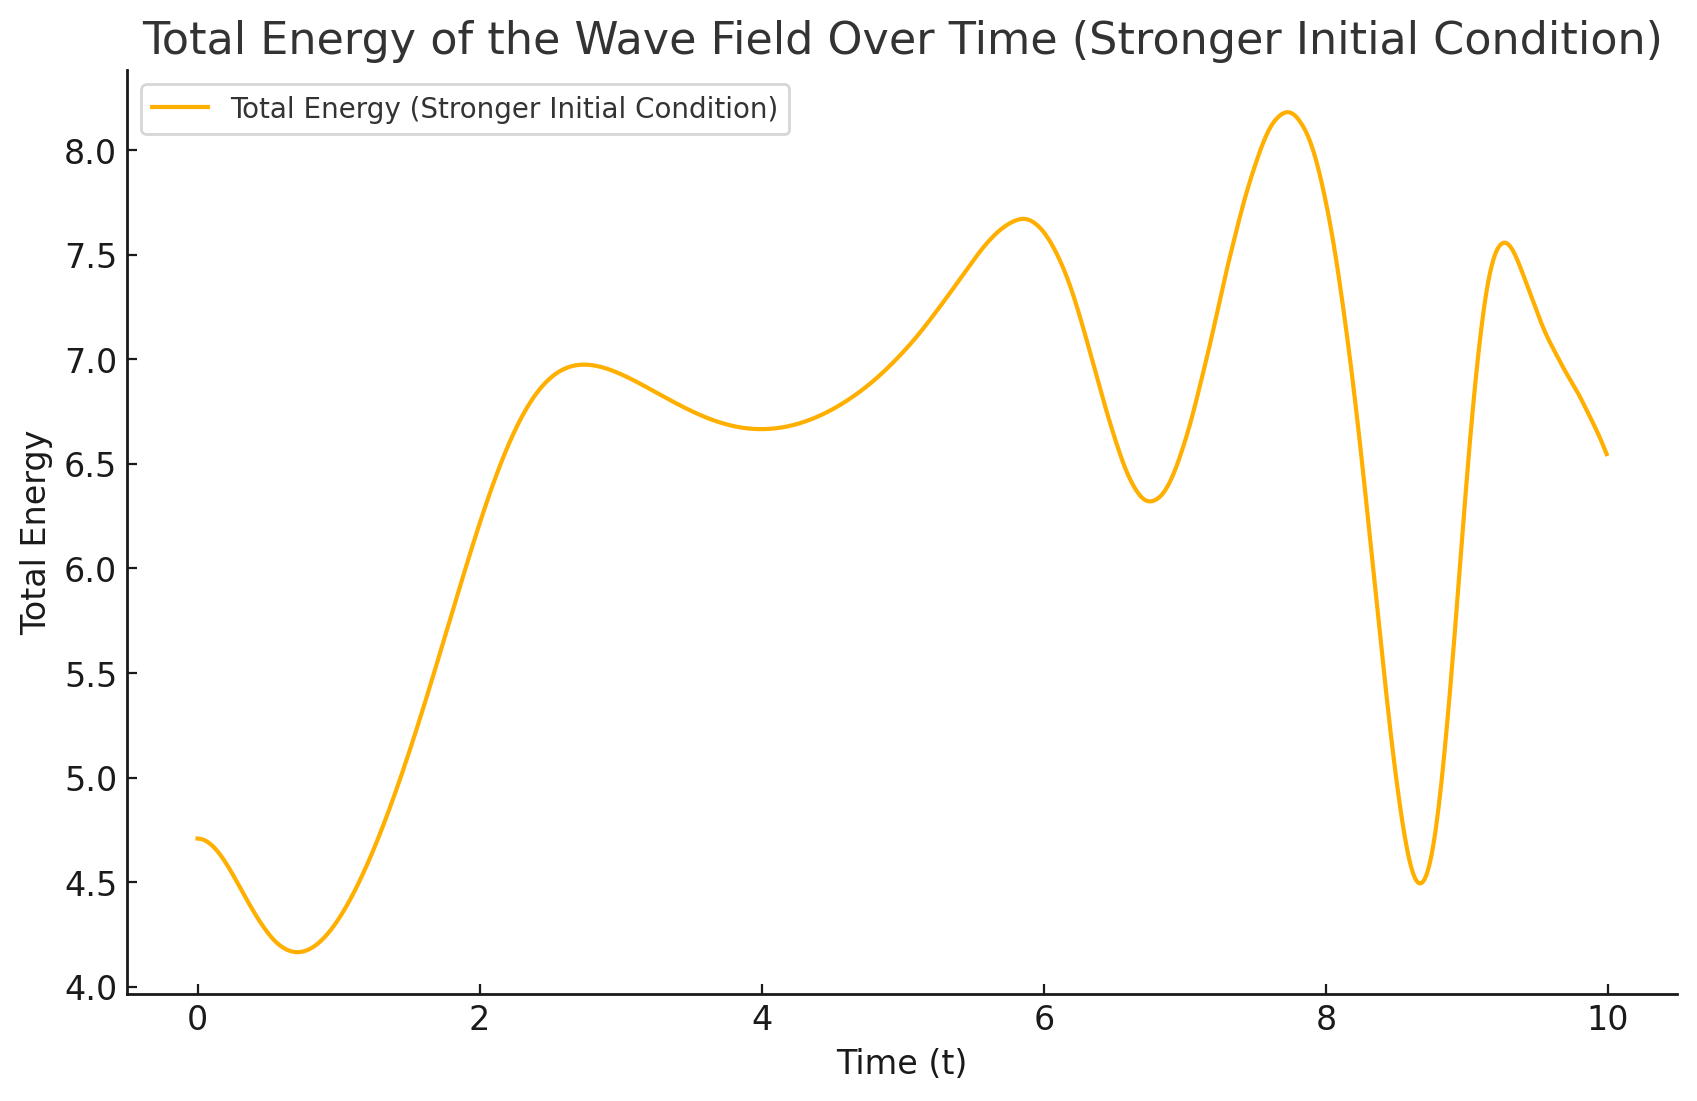 Total Energy of the Wave Field Over Time (Stronger Initial Condition)
Total Energy (Stronger Initial Condition)
Total Energy
8.0
7.5
7.0
6.5
6.0
5.5
5.0
4.5
4.0
0 2 4 6 8 10
Time (t)